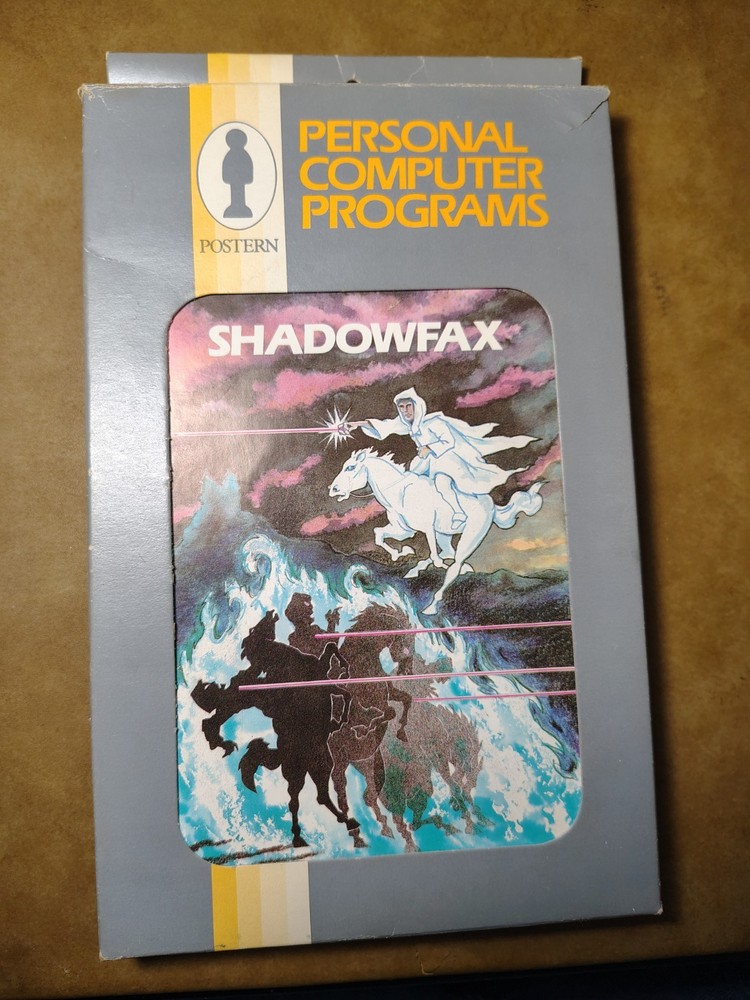 PERSONAL
COMPUTER
PROGRAMS
POSTERN
SHADOWFAX